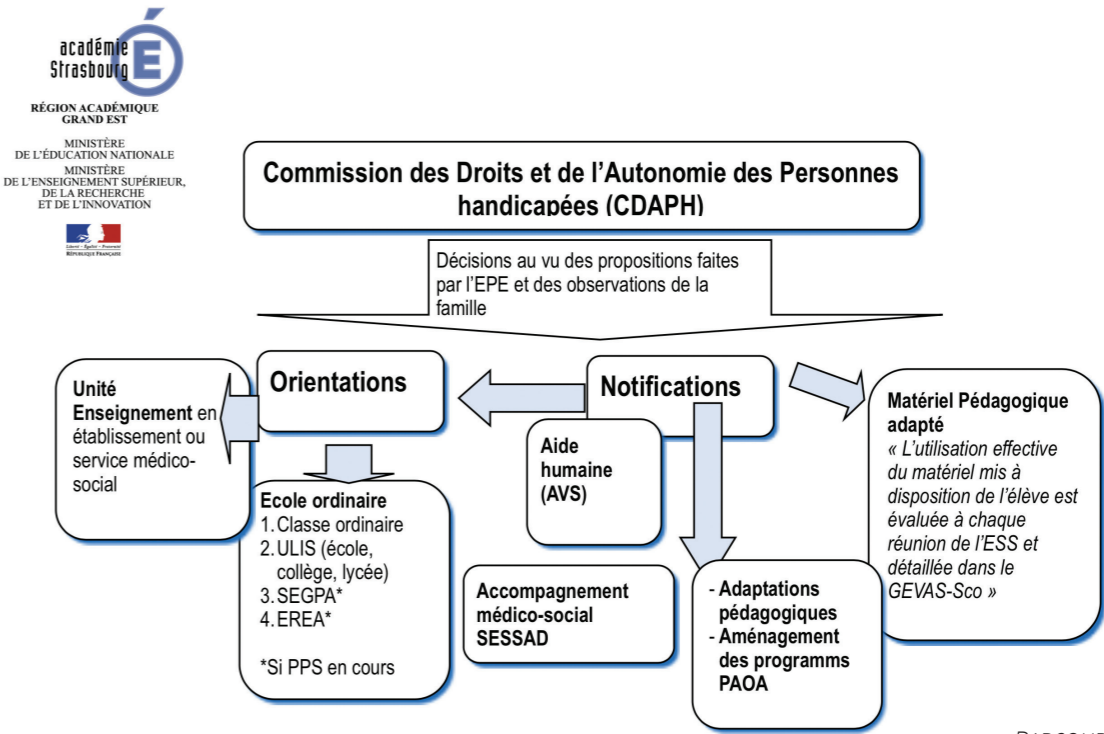 académie
Strasbourg
É
RÉGION ACADÉMIQUE
GRAND EST
MINISTÈRE
DE L'ÉDUCATION NATIONALE
MINISTÈRE
DE L'ENSEIGNEMENT SUPÉRIEUR,
DE LA RECHERCHE
ET DE L'INNOVATION
Liberté • Égalité • Fraternité
RÉPUBLIQUE FRANÇAISE
Commission des Droits et de l'Autonomie des Personnes
handicapées (CDAPH)
Décisions au vu des propositions faites
par l'EPE et des observations de la
famille
Unité
Enseignement en
établissement ou
service médico-
social
Orientations
Notifications
Matériel Pédagogique
adapté
« L'utilisation effective
du matériel mis à
disposition de l'élève est
évaluée à chaque
réunion de l'ESS et
détaillée dans le
GEVAS-Sco »
Aide
humaine
(AVS)
Ecole ordinaire
1. Classe ordinaire
2. ULIS (école,
collège, lycée)
3. SEGPA*
4. EREA*
*Si PPS en cours
Accompagnement
médico-social
SESSAD
- Adaptations
pédagogiques
- Aménagement
des programms
PAOA